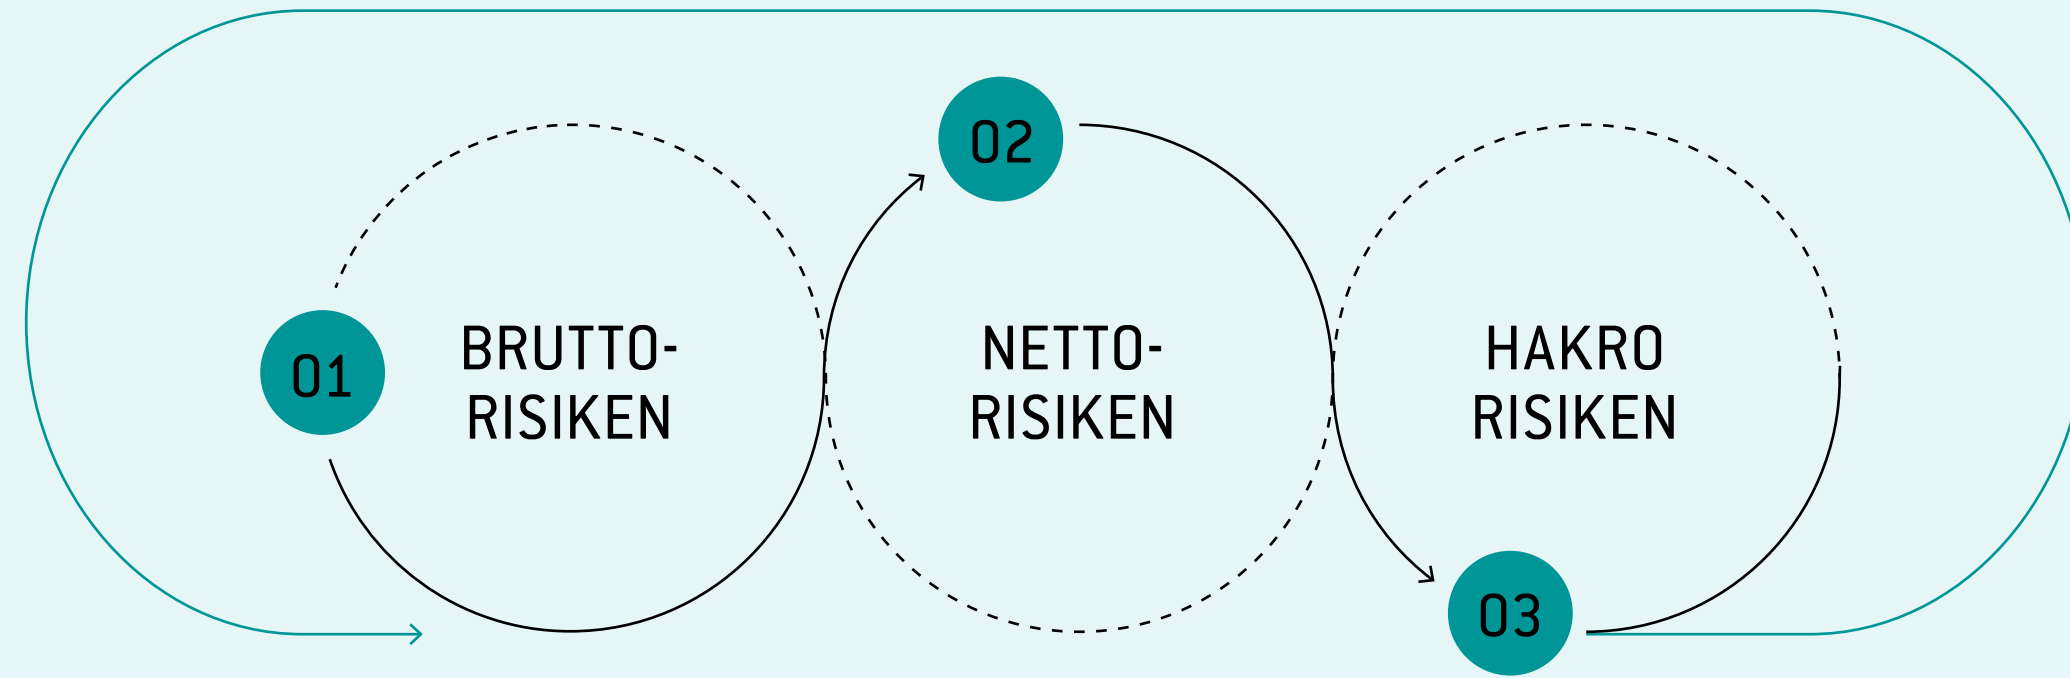 01
BRUTTO-
RISIKEN
02
NETTO-
RISIKEN
03
HAKRO
RISIKEN